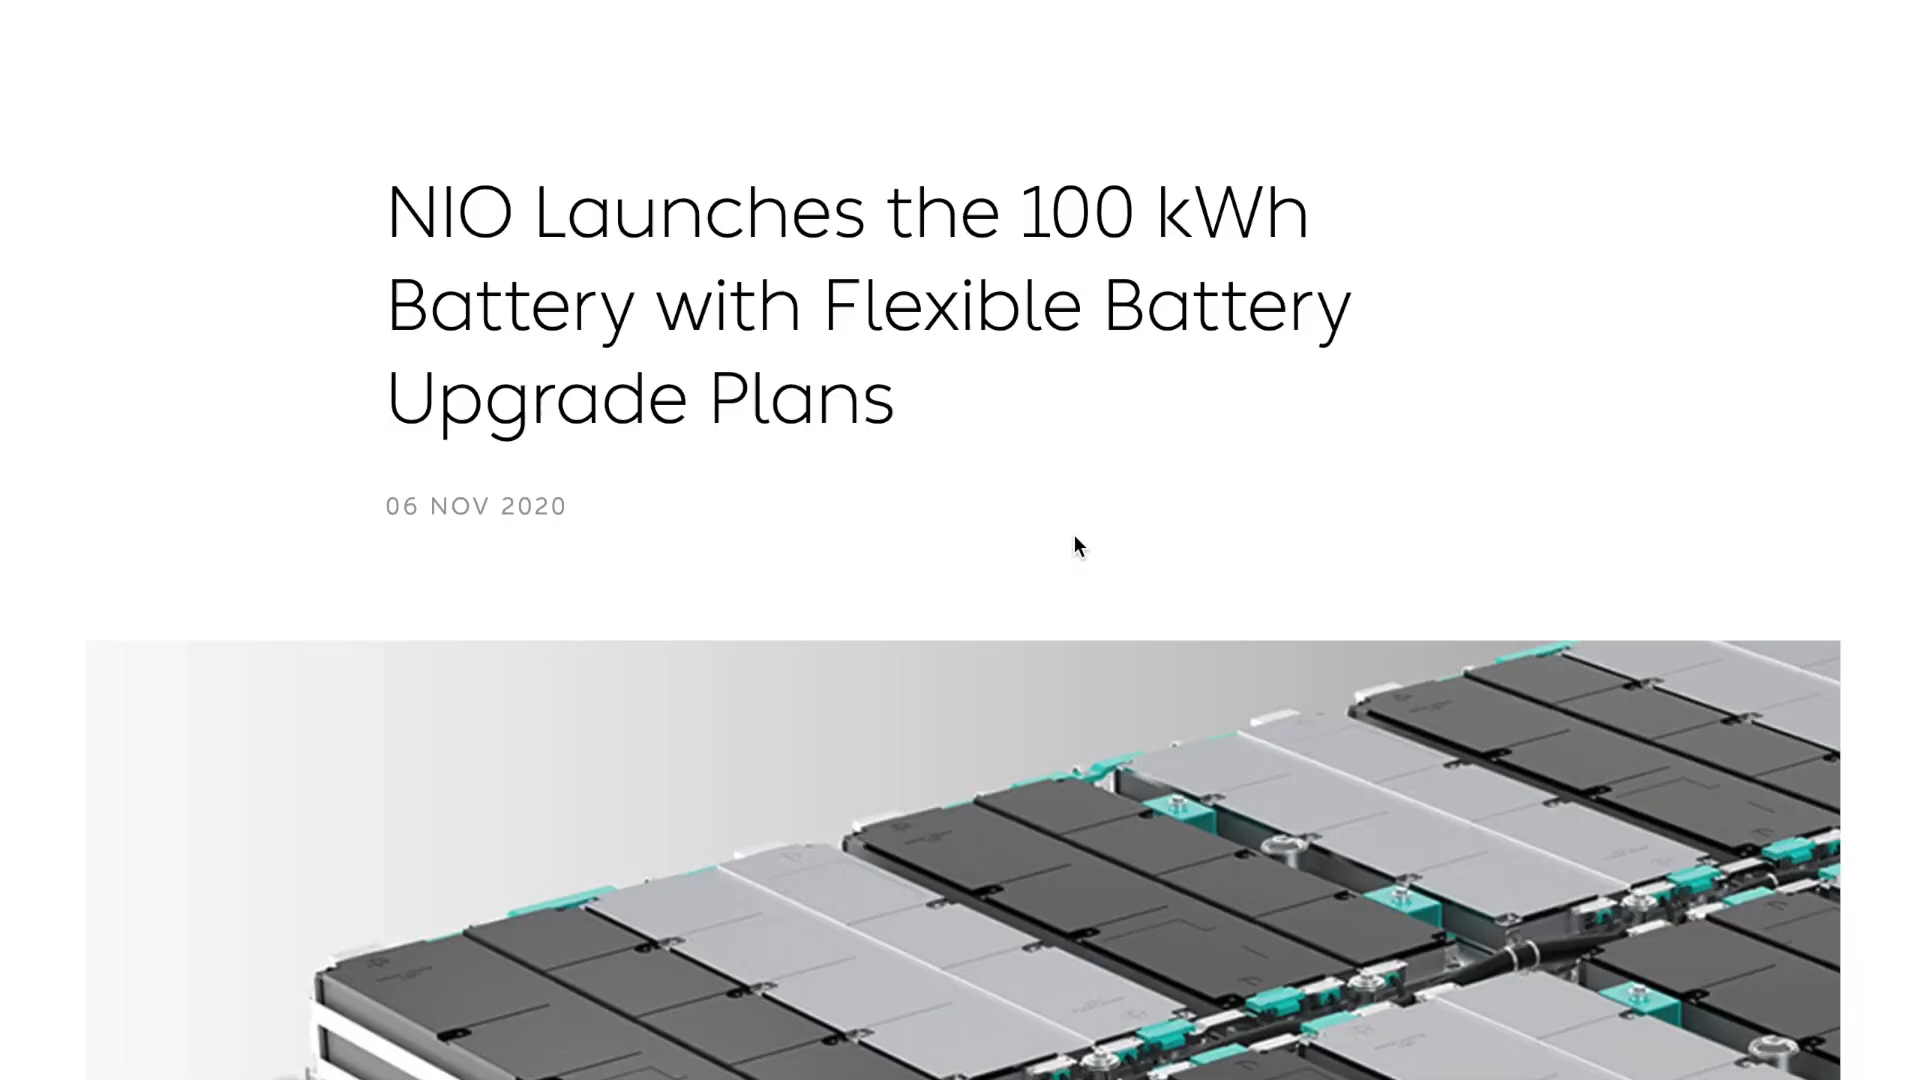 NIO Launches the 100 kWh
Battery with Flexible Battery
Upgrade Plans
06 NOV 2020